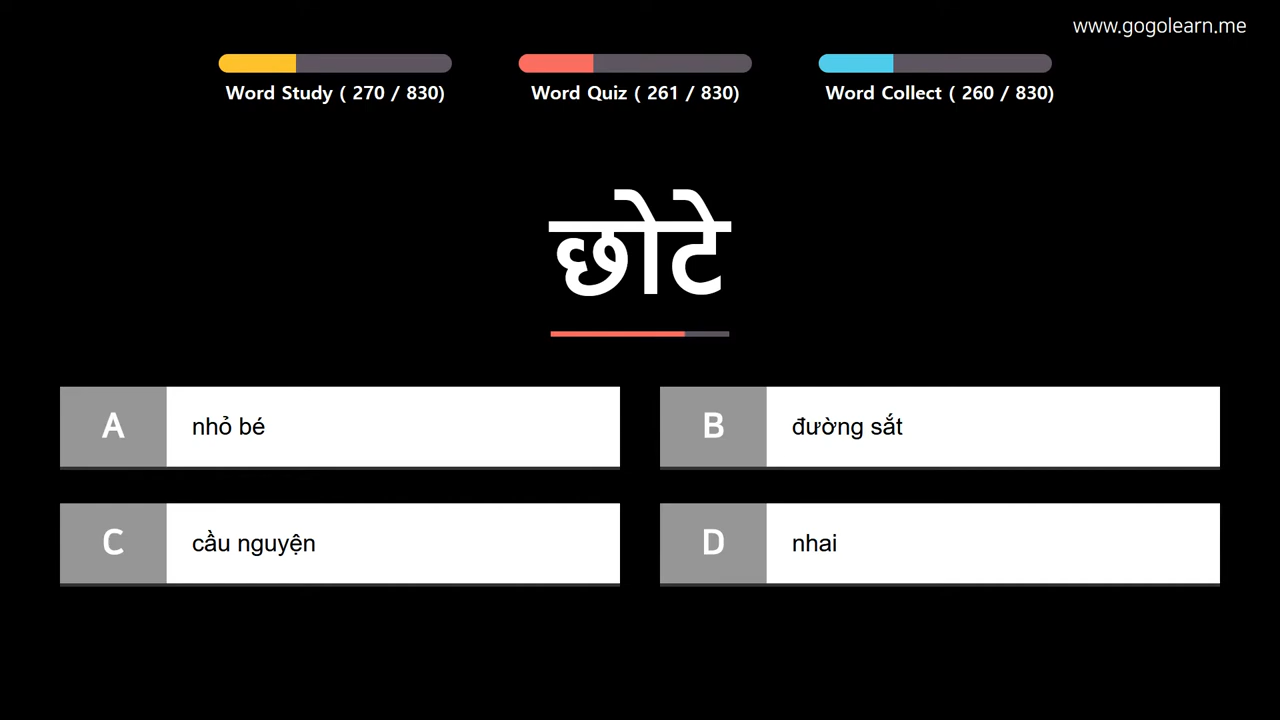 www.gogolearn.me
Word Study ( 270 / 830)
Word Quiz ( 261 / 830)
Word Collect ( 260 / 830)
छोटे
A nhỏ bé
B đường sắt
C cầu nguyện
D nhai